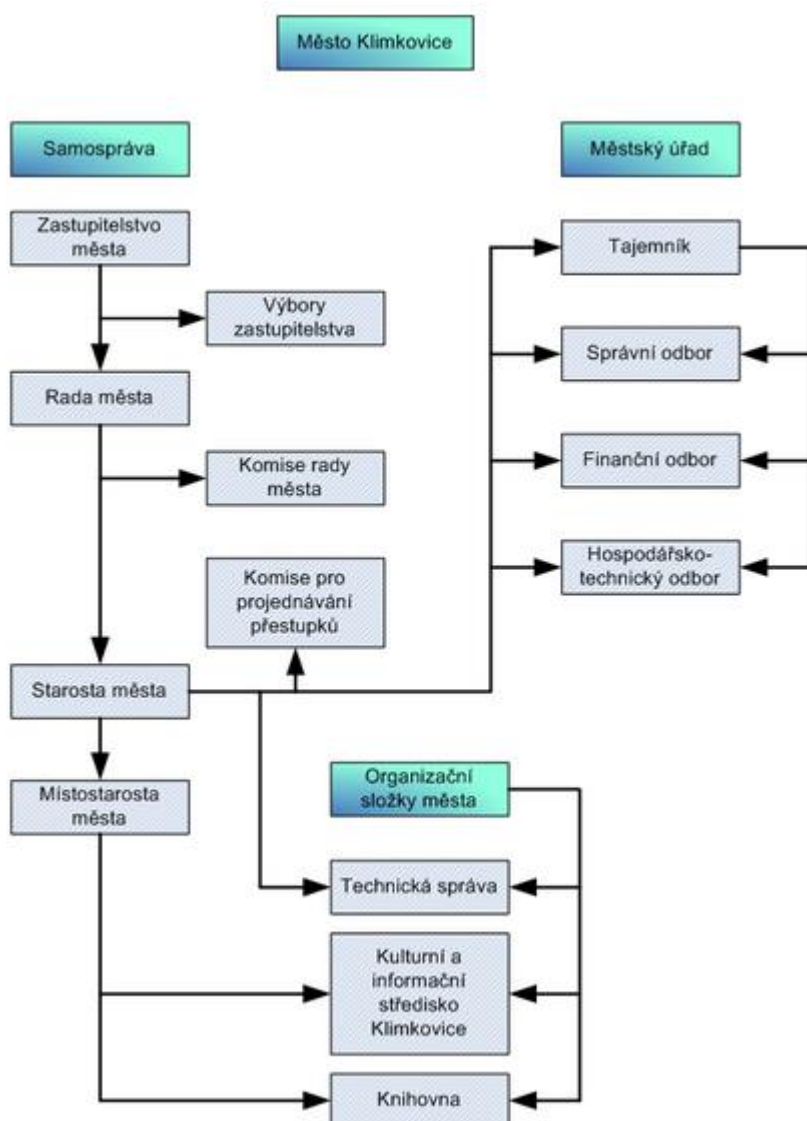 Město Klimkovice
Samospráva
Městský úřad
Zastupitelstvo
města
Tajemník
Výbory
zastupitelstva
Správní odbor
Rada města
Finanční odbor
Komise rady
města
Hospodářsko-
technický odbor
Komise pro
projednávání
přestupků
Starosta města
Organizační
složky města
Místostarosta
města
Technická správa
Kulturní a
informační
středisko
Klimkovice
Knihovna